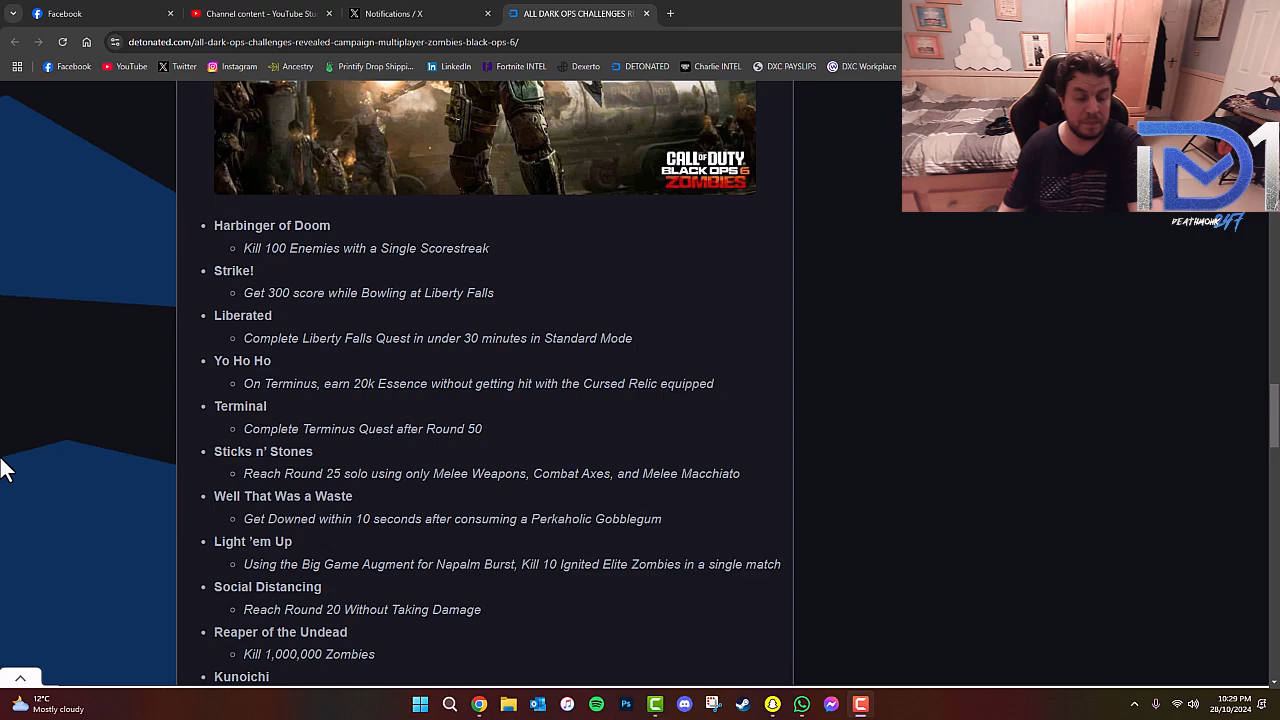 Facebook
Channel content - YouTube Stu
Notifications / X
ALL DARK OPS CHALLENGES RE
detonated.com/all-dark-ops-challenges-revealed-campaign-multiplayer-zombies-black-ops-6/
Facebook
YouTube
Twitter
Instagram
Ancestry
Printify Drop Shippi...
LinkedIn
Fortnite INTEL
Dexerto
DETONATED
Charlie INTEL
DXC PAYSLIPS
DXC Workplace
CALL OF DUTY
BLACK OPS 6
ZOMBIES
DM
DEATHMONK
247
Harbinger of Doom
Kill 100 Enemies with a Single Scorestreak
Strike!
Get 300 score while Bowling at Liberty Falls
Liberated
Complete Liberty Falls Quest in under 30 minutes in Standard Mode
Yo Ho Ho
On Terminus, earn 20k Essence without getting hit with the Cursed Relic equipped
Terminal
Complete Terminus Quest after Round 50
Sticks n’ Stones
Reach Round 25 solo using only Melee Weapons, Combat Axes, and Melee Macchiato
Well That Was a Waste
Get Downed within 10 seconds after consuming a Perkaholic Gobblegum
Light ’em Up
Using the Big Game Augment for Napalm Burst, Kill 10 Ignited Elite Zombies in a single match
Social Distancing
Reach Round 20 Without Taking Damage
Reaper of the Undead
Kill 1,000,000 Zombies
Kunoichi
12°C
Mostly cloudy
10:29 PM
28/10/2024